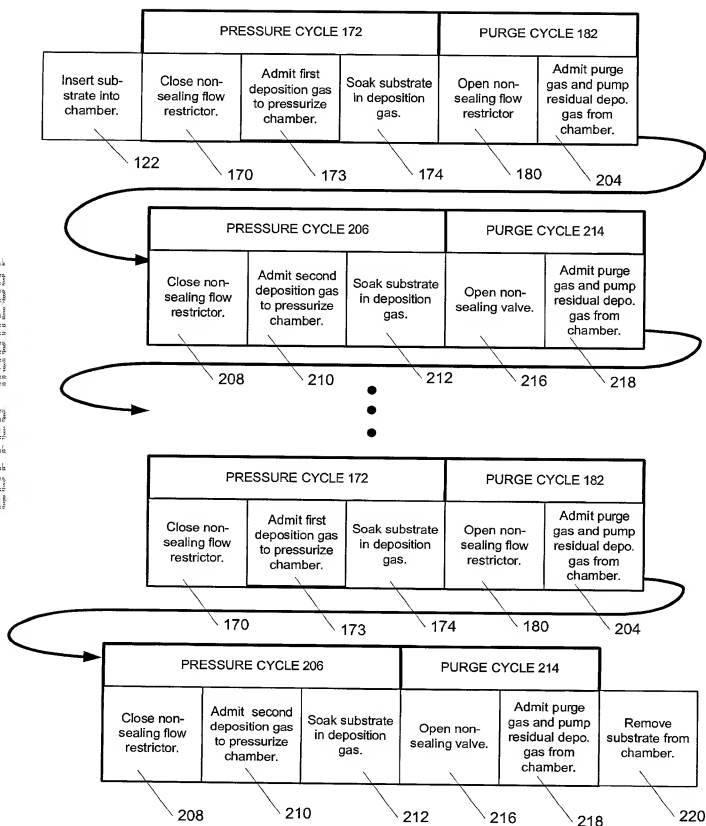 PRESSURE CYCLE 172
PURGE CYCLE 182
Insert sub-
strate into
chamber.
Close non-
sealing flow
restrictor.
Admit first
deposition gas
to pressurize
chamber.
Soak substrate
in deposition
gas.
Open non-
sealing flow
restrictor
Admit purge
gas and pump
residual depo.
gas from
chamber.
122
170
173
174
180
204
PRESSURE CYCLE 206
PURGE CYCLE 214
Close non-
sealing flow
restrictor.
Admit second
deposition gas
to pressurize
chamber.
Soak substrate
in deposition
gas.
Open non-
sealing valve.
Admit purge
gas and pump
residual depo.
gas from
chamber.
208
210
212
216
218
PRESSURE CYCLE 172
PURGE CYCLE 182
Close non-
sealing flow
restrictor.
Admit first
deposition gas
to pressurize
chamber.
Soak substrate
in deposition
gas.
Open non-
sealing flow
restrictor.
Admit purge
gas and pump
residual depo.
gas from
chamber.
170
173
174
180
204
PRESSURE CYCLE 206
PURGE CYCLE 214
Close non-
sealing flow
restrictor.
Admit second
deposition gas
to pressurize
chamber.
Soak substrate
in deposition
gas.
Open non-
sealing valve.
Admit purge
gas and pump
residual depo.
gas from
chamber.
Remove
substrate from
chamber.
208
210
212
216
218
220